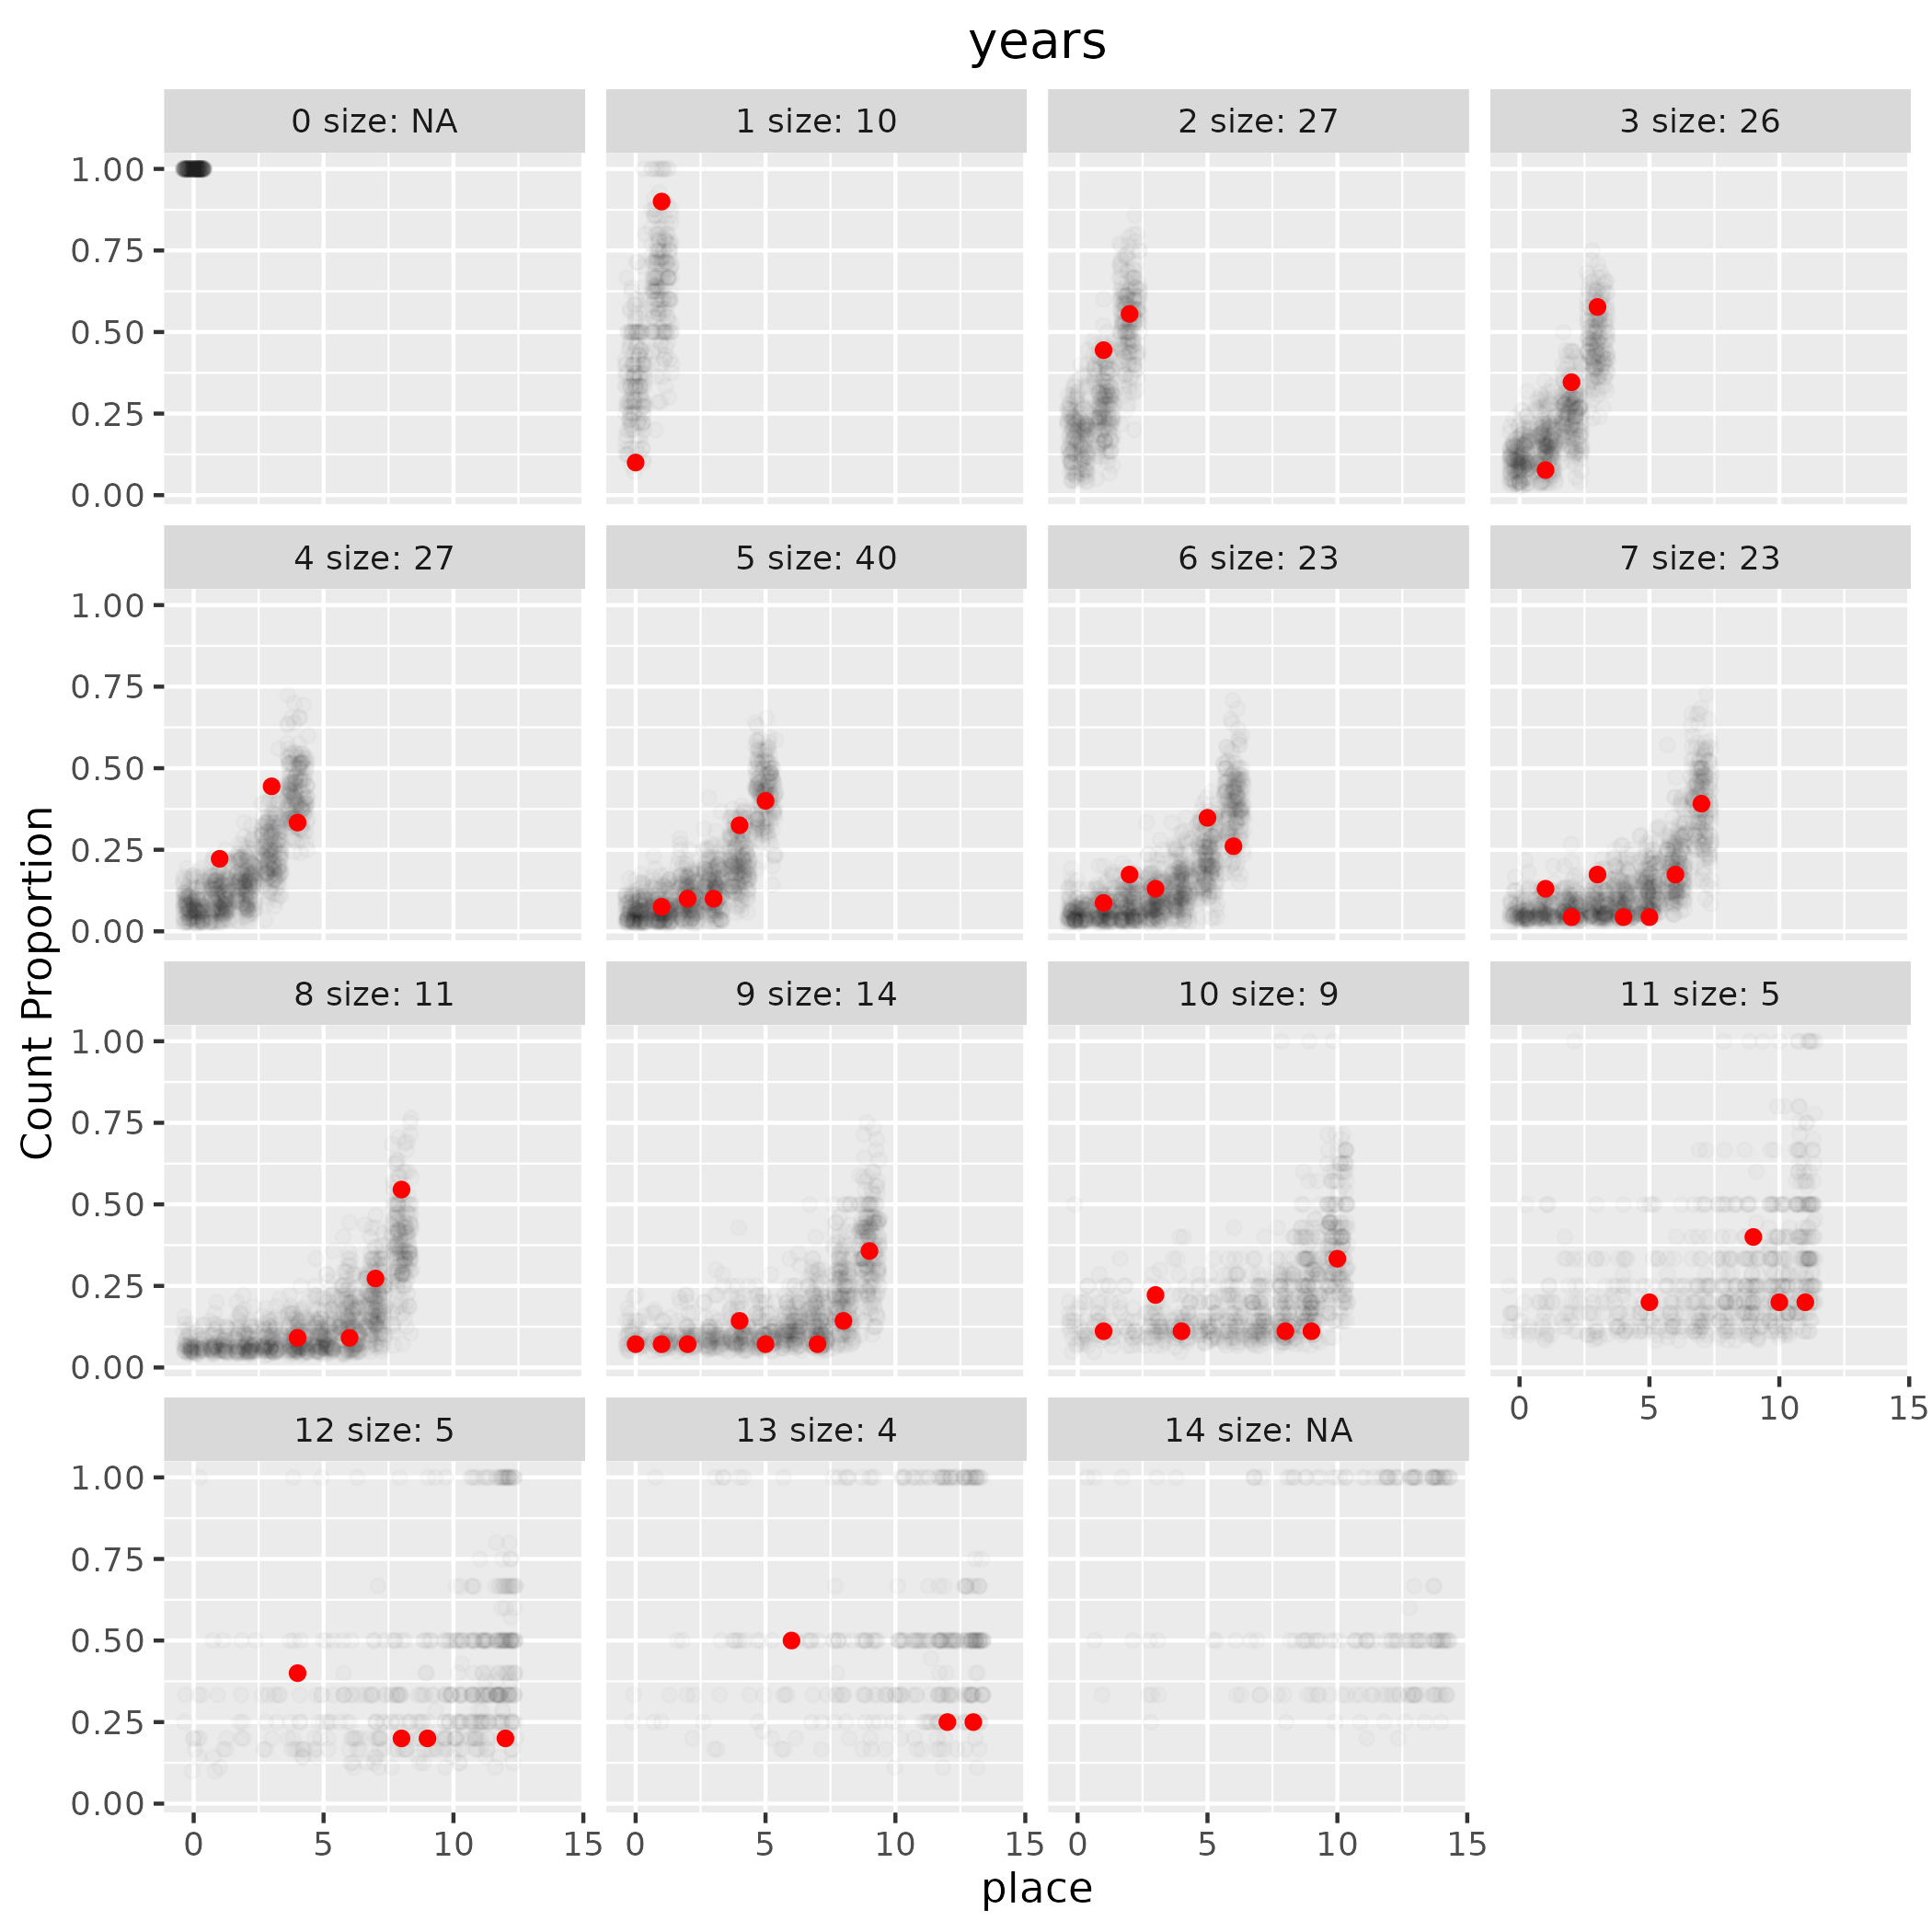 years
0 size: NA
1 size: 10
2 size: 27
3 size: 26
1.00
0.75
0.50
0.25
0.00
4 size: 27
5 size: 40
6 size: 23
7 size: 23
1.00
0.75
0.50
0.25
0.00
8 size: 11
9 size: 14
10 size: 9
11 size: 5
1.00
0.75
0.50
0.25
0.00
0 5 10 15
12 size: 5
13 size: 4
14 size: NA
1.00
0.75
0.50
0.25
0.00
0 5 10 15
0 5 10 15
0 5 10 15
place
Count Proportion